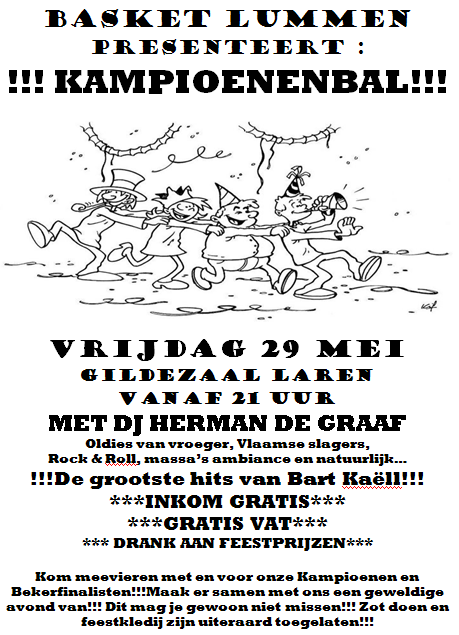 BASKET LUMMEN
PRESENTEERT :
!!! KAMPIOENENBAL!!!
VRIJDAG 29 MEI
GILDEZAAL LAREN
VANAF 21 UUR
MET DJ HERMAN DE GRAAF
Oldies van vroeger, Vlaamse slagers,
Rock & Roll, massa's ambiance en natuurlijk...
!!!De grootste hits van Bart Kaëll!!!
***INKOM GRATIS***
***GRATIS VAT***
*** DRANK AAN FEESTPRIJZEN***
Kom meevieren met en voor onze Kampioenen en
Bekerfinalisten!!!Maak er samen met ons een geweldige
avond van!!! Dit mag je gewoon niet missen!!! Zot doen en
feestkledij zijn uiteraard toegelaten!!!